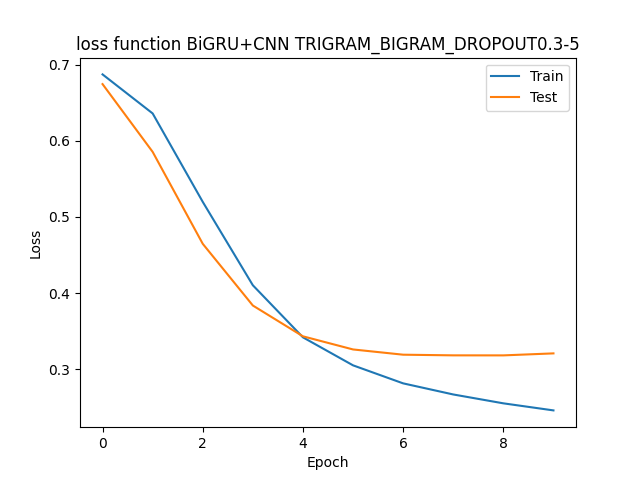 loss function BiGRU+CNN TRIGRAM_BIGRAM_DROPOUT0.3-5
Train
Test
0.7
0.6
0.5
0.4
0.3
Loss
0 2 4 6 8
Epoch